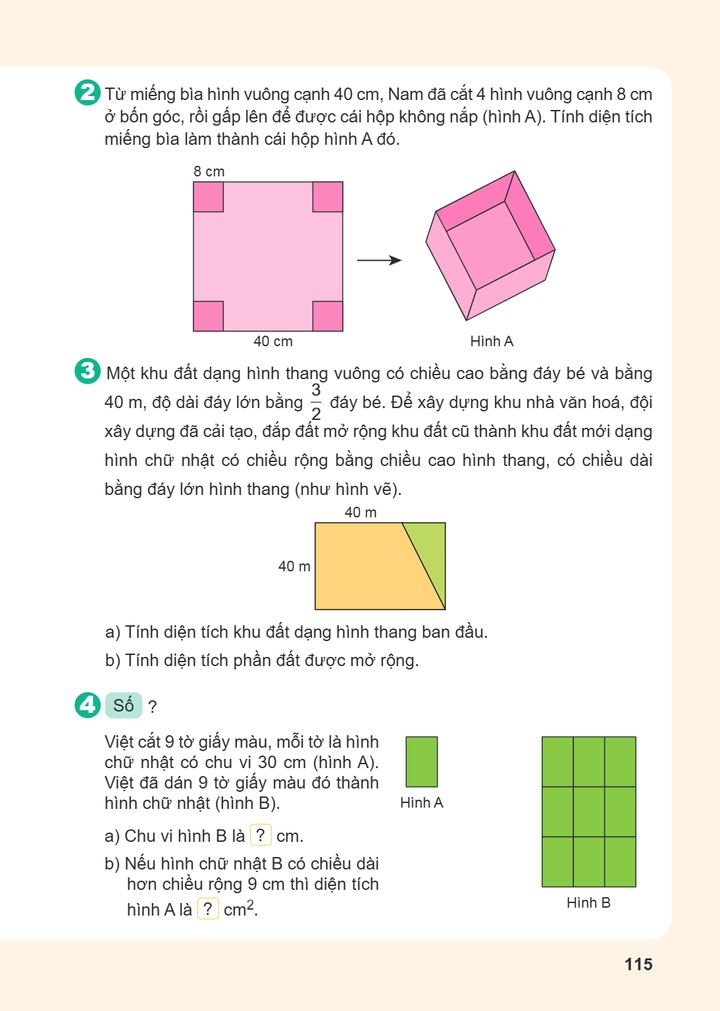 2 Từ miếng bìa hình vuông cạnh 40 cm, Nam đã cắt 4 hình vuông cạnh 8 cm
ở bốn góc, rồi gấp lên để được cái hộp không nắp (hình A). Tính diện tích
miếng bìa làm thành cái hộp hình A đó.
8 cm
40 cm
Hình A
3 Một khu đất dạng hình thang vuông có chiều cao bằng đáy bé và bằng
40 m, độ dài đáy lớn bằng 3/2 đáy bé. Để xây dựng khu nhà văn hoá, đội
xây dựng đã cải tạo, đắp đất mở rộng khu đất cũ thành khu đất mới dạng
hình chữ nhật có chiều rộng bằng chiều cao hình thang, có chiều dài
bằng đáy lớn hình thang (như hình vẽ).
40 m
40 m
a) Tính diện tích khu đất dạng hình thang ban đầu.
b) Tính diện tích phần đất được mở rộng.
4 Số ?
Việt cắt 9 tờ giấy màu, mỗi tờ là hình
chữ nhật có chu vi 30 cm (hình A).
Việt đã dán 9 tờ giấy màu đó thành
hình chữ nhật (hình B).
a) Chu vi hình B là ? cm.
b) Nếu hình chữ nhật B có chiều dài
hơn chiều rộng 9 cm thì diện tích
hình A là ? cm².
Hình A
Hình B
115